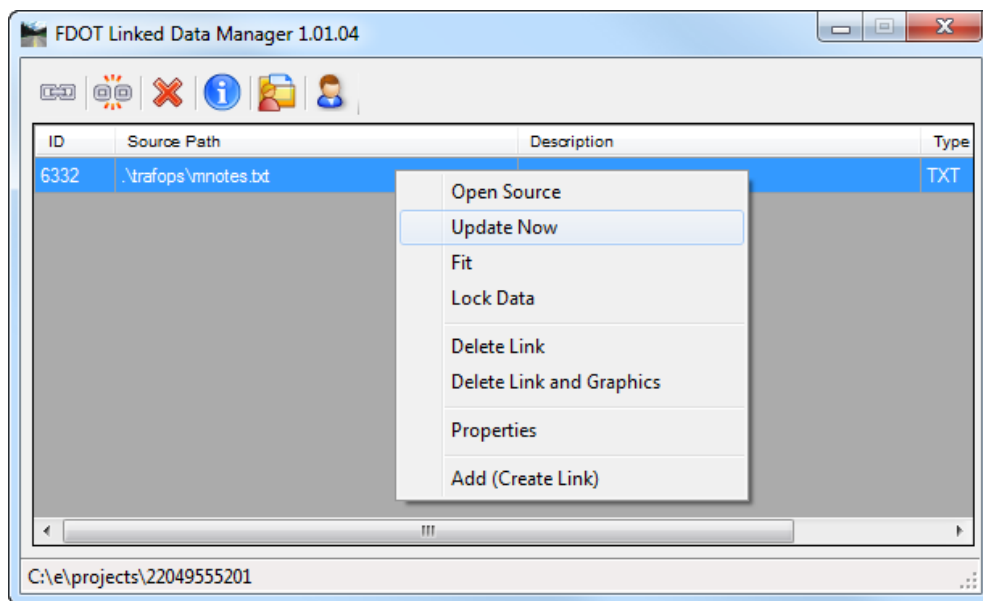 FDOT Linked Data Manager 1.01.04
ID Source Path Description Type
6332 .\trafops\mnotes.txt TXT
Open Source
Update Now
Fit
Lock Data
Delete Link
Delete Link and Graphics
Properties
Add (Create Link)
C:\e\projects\22049555201